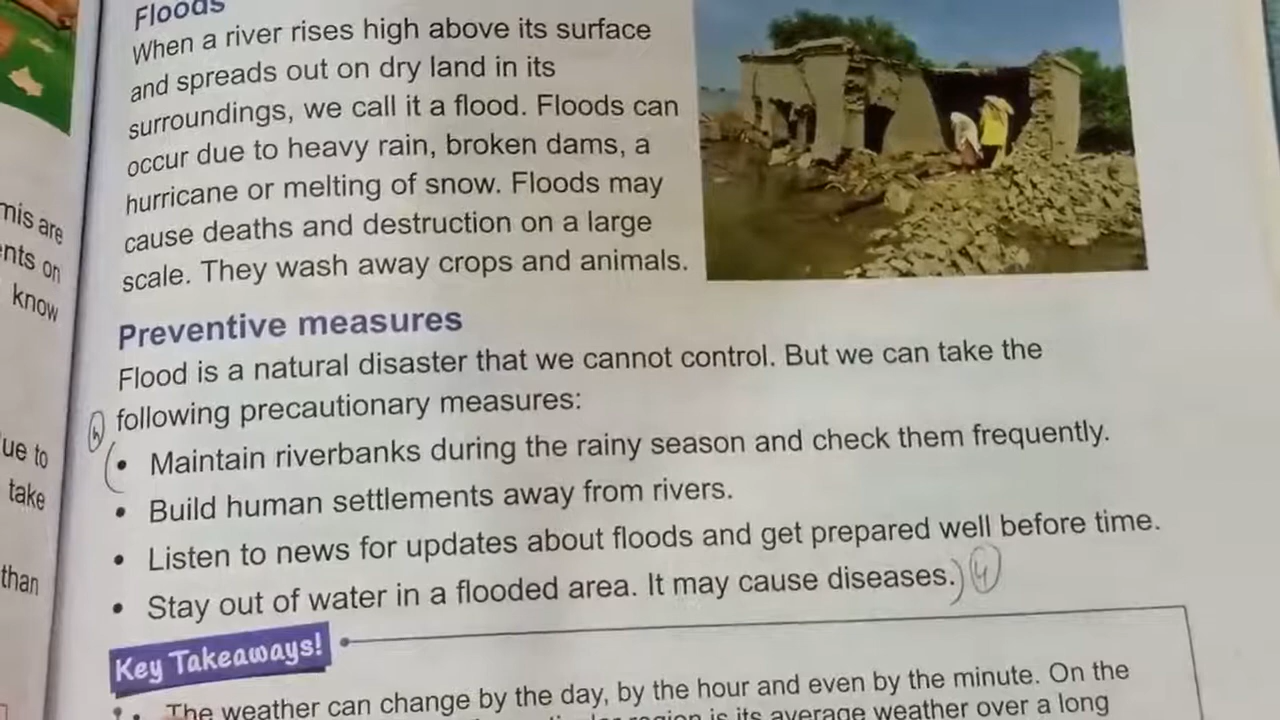 Floods
When a river rises high above its surface
and spreads out on dry land in its
surroundings, we call it a flood. Floods can
occur due to heavy rain, broken dams, a
hurricane or melting of snow. Floods may
cause deaths and destruction on a large
scale. They wash away crops and animals.
Preventive measures
Flood is a natural disaster that we cannot control. But we can take the
following precautionary measures:
• Maintain riverbanks during the rainy season and check them frequently.
• Build human settlements away from rivers.
• Listen to news for updates about floods and get prepared well before time.
• Stay out of water in a flooded area. It may cause diseases.) 4
Key Takeaways!
The weather can change by the day, by the hour and even by the minute. On the
region is its average weather over a long
are
on
know
to
take
than